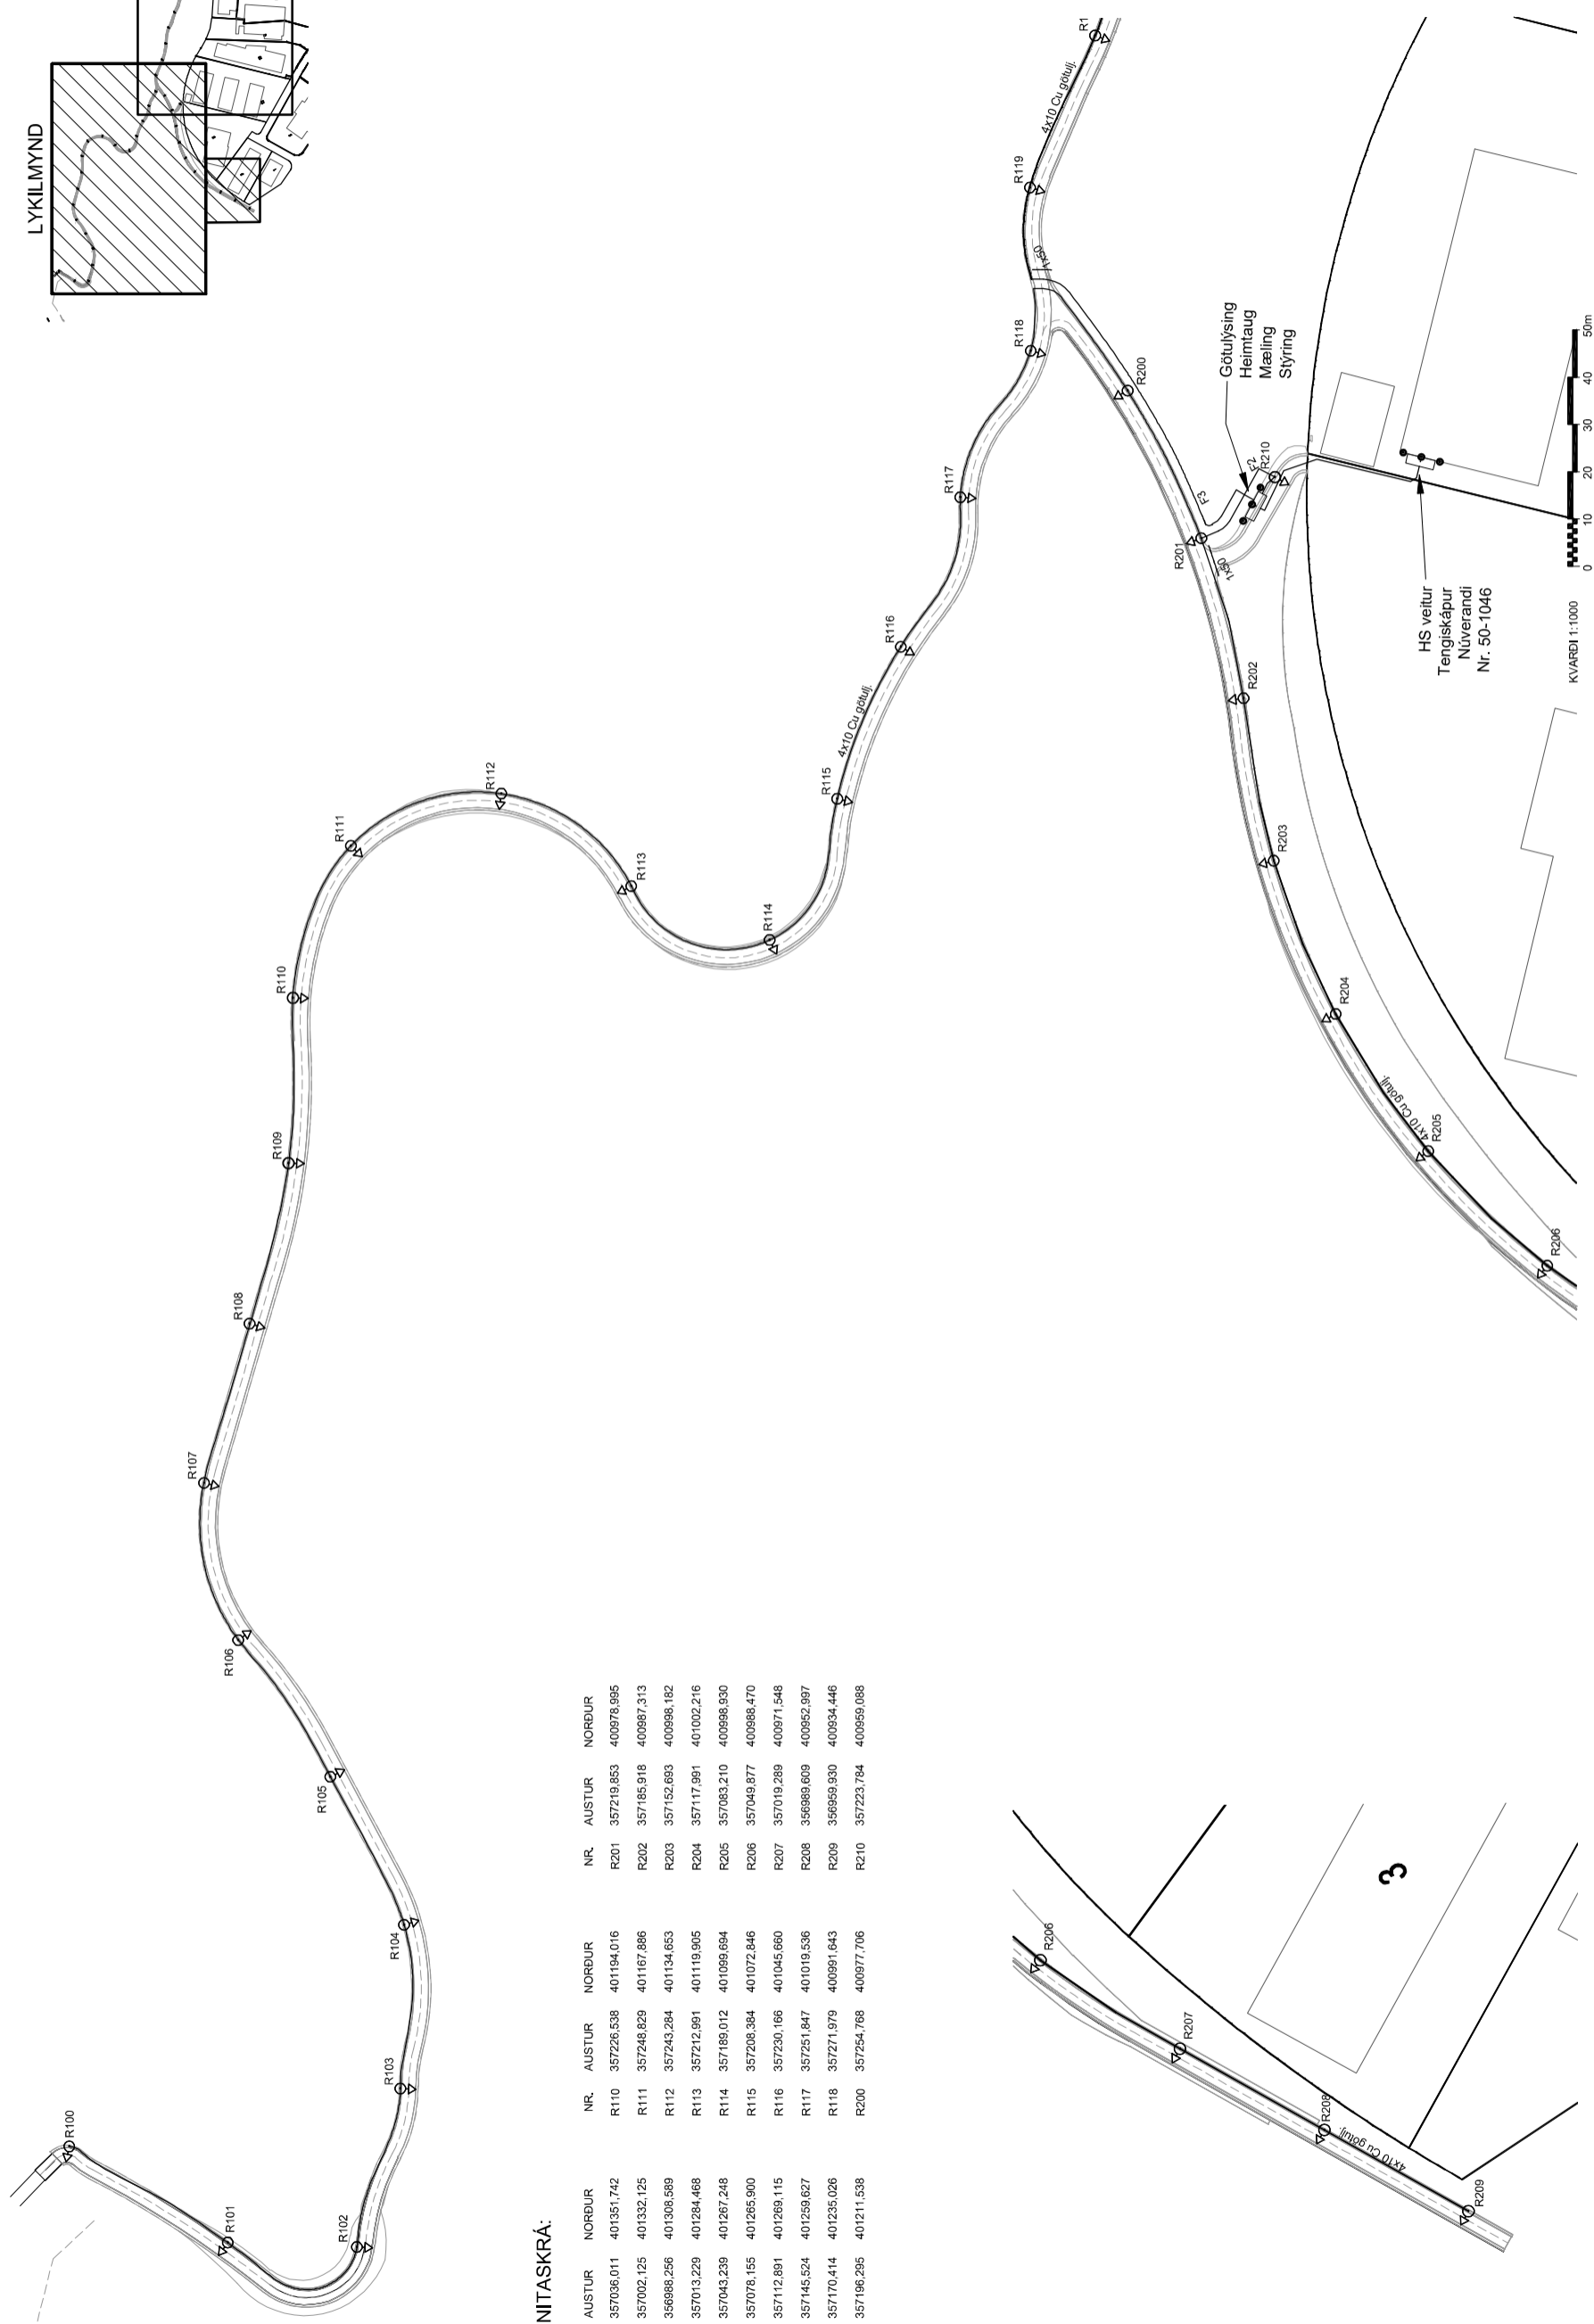 LYKILMYND
R100
R101
R102
R103
R104
R105
R106
R107
R108
R109
R110
R111
R112
R113
R114
R115
4x10 Cu götulj.
R116
R117
R118
1x50
R119
4x10 Cu götulj.
R1
R200
Götulýsing
Heimtaug
Mæling
Stýring
F3
F2
R210
R201
1x50
R202
R203
R204
4x10 Cu götulj.
R205
R206
HS veitur
Tengiskápur
Núverandi
Nr. 50-1046
KVARÐI 1:1000
0 10 20 30 40 50m
NITASKRÁ:
AUSTUR NORÐUR NR. AUSTUR NORÐUR NR. AUSTUR NORÐUR
357036,011 401351,742 R110 357226,538 401194,016 R201 357219,853 400978,995
357002,125 401332,125 R111 357248,829 401167,886 R202 357185,918 400987,313
356988,256 401308,589 R112 357243,284 401134,653 R203 357152,693 400998,182
357013,229 401284,468 R113 357212,991 401119,905 R204 357117,991 401002,216
357043,239 401267,248 R114 357189,012 401099,694 R205 357083,210 400998,930
357078,155 401265,900 R115 357208,384 401072,846 R206 357049,877 400988,470
357112,891 401269,115 R116 357230,166 401045,660 R207 357019,289 400971,548
357145,524 401259,627 R117 357251,847 401019,536 R208 356989,609 400952,997
357170,414 401235,026 R118 357271,979 400991,643 R209 356959,930 400934,446
357196,295 401211,538 R200 357254,768 400977,706 R210 357223,784 400959,088
R206
R207
R208
4x10 Cu götulj.
R209
3